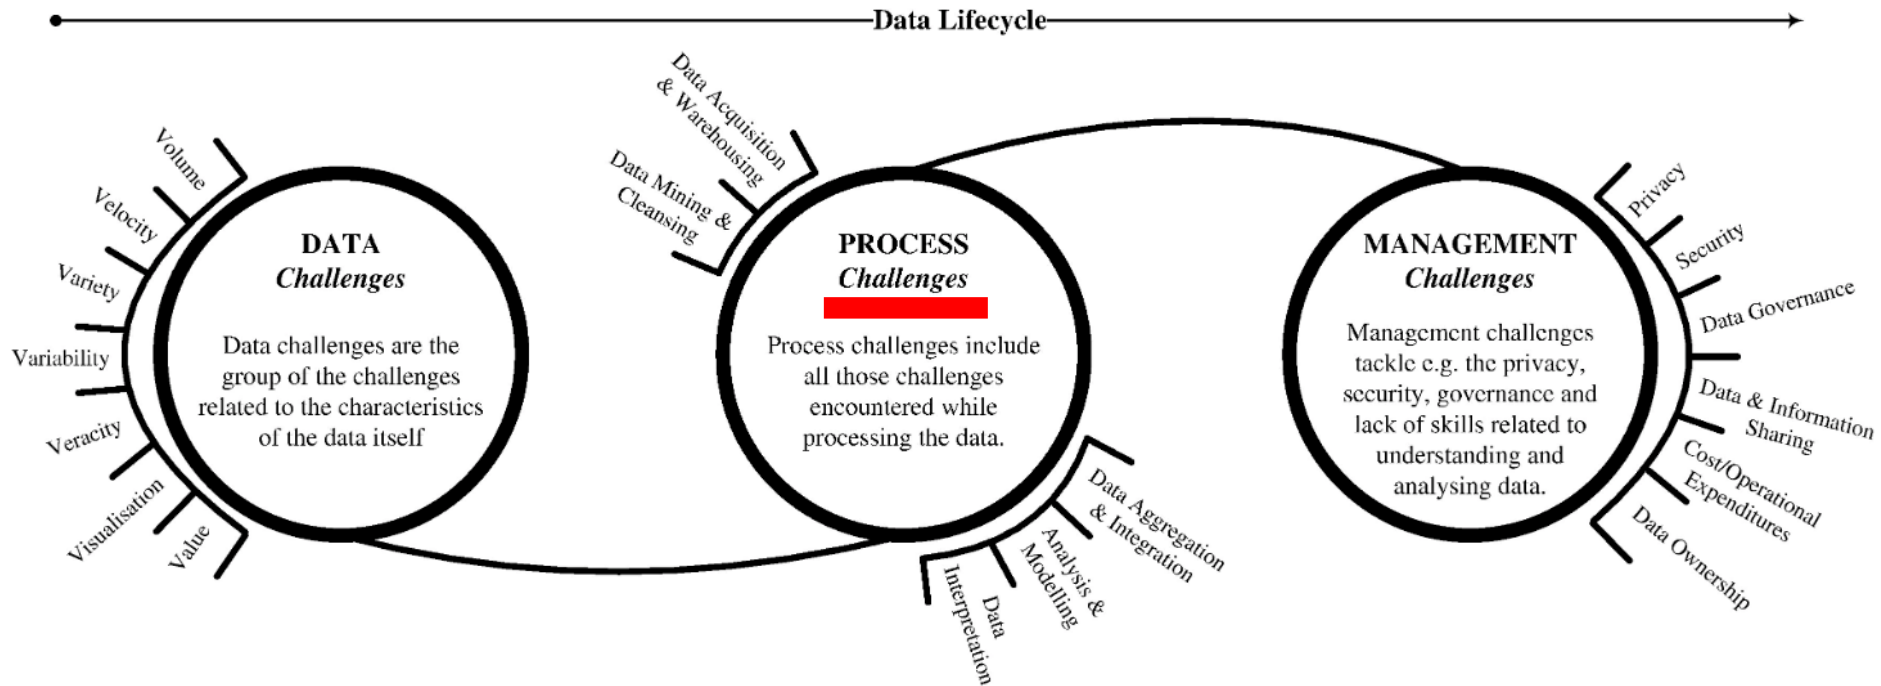 Data Lifecycle
Volume
Velocity
Variety
Variability
Veracity
Visualisation
Value
DATA
Challenges
Data challenges are the
group of the challenges
related to the characteristics
of the data itself
Data Acquisition
& Warehousing
Data Mining &
Cleansing
PROCESS
Challenges
Process challenges include
all those challenges
encountered while
processing the data.
Data Aggregation
& Integration
Analysis &
Modelling
Data
Interpretation
MANAGEMENT
Challenges
Management challenges
tackle e.g. the privacy,
security, governance and
lack of skills related to
understanding and
analysing data.
Privacy
Security
Data Governance
Data & Information
Sharing
Cost/Operational
Expenditures
Data Ownership